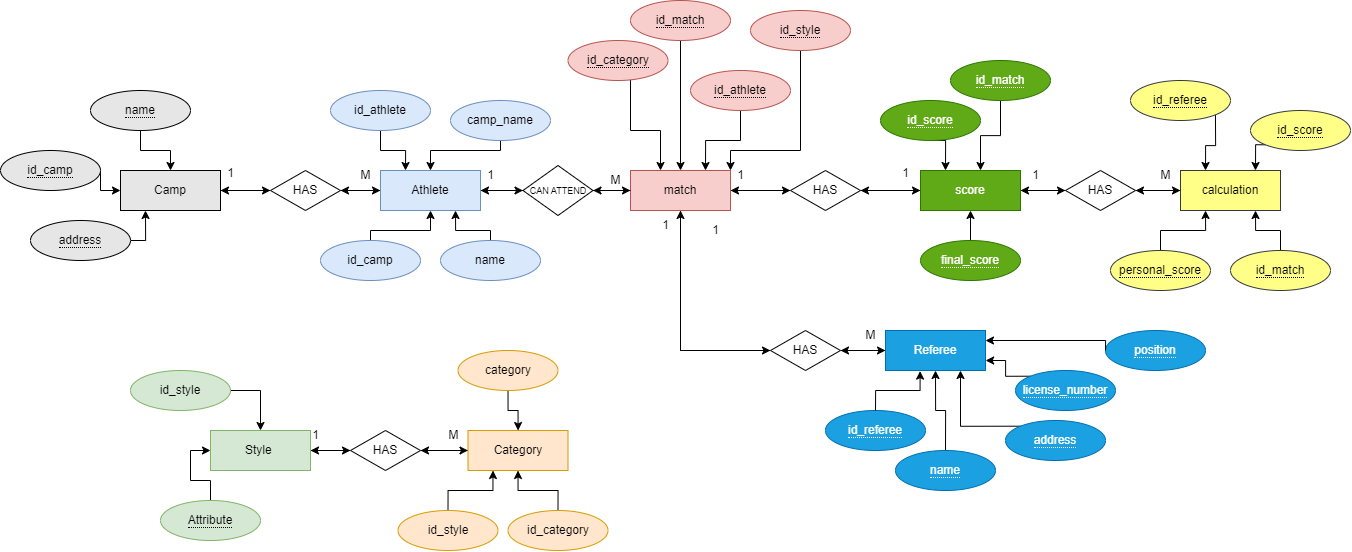 id_match
id_style
id_category
id_match
id_athlete
id_referee
name
id_athlete
camp_name
id_score
id_score
id_camp
1
M
1
M
1
1
1
M
Camp
HAS
Athlete
CAN ATTEND
match
HAS
score
HAS
calculation
1
1
address
id_camp
name
final_score
personal_score
id_match
M
HAS
Referee
position
category
id_style
license_number
id_referee
address
1
M
Style
HAS
Category
name
Attribute
id_style
id_category